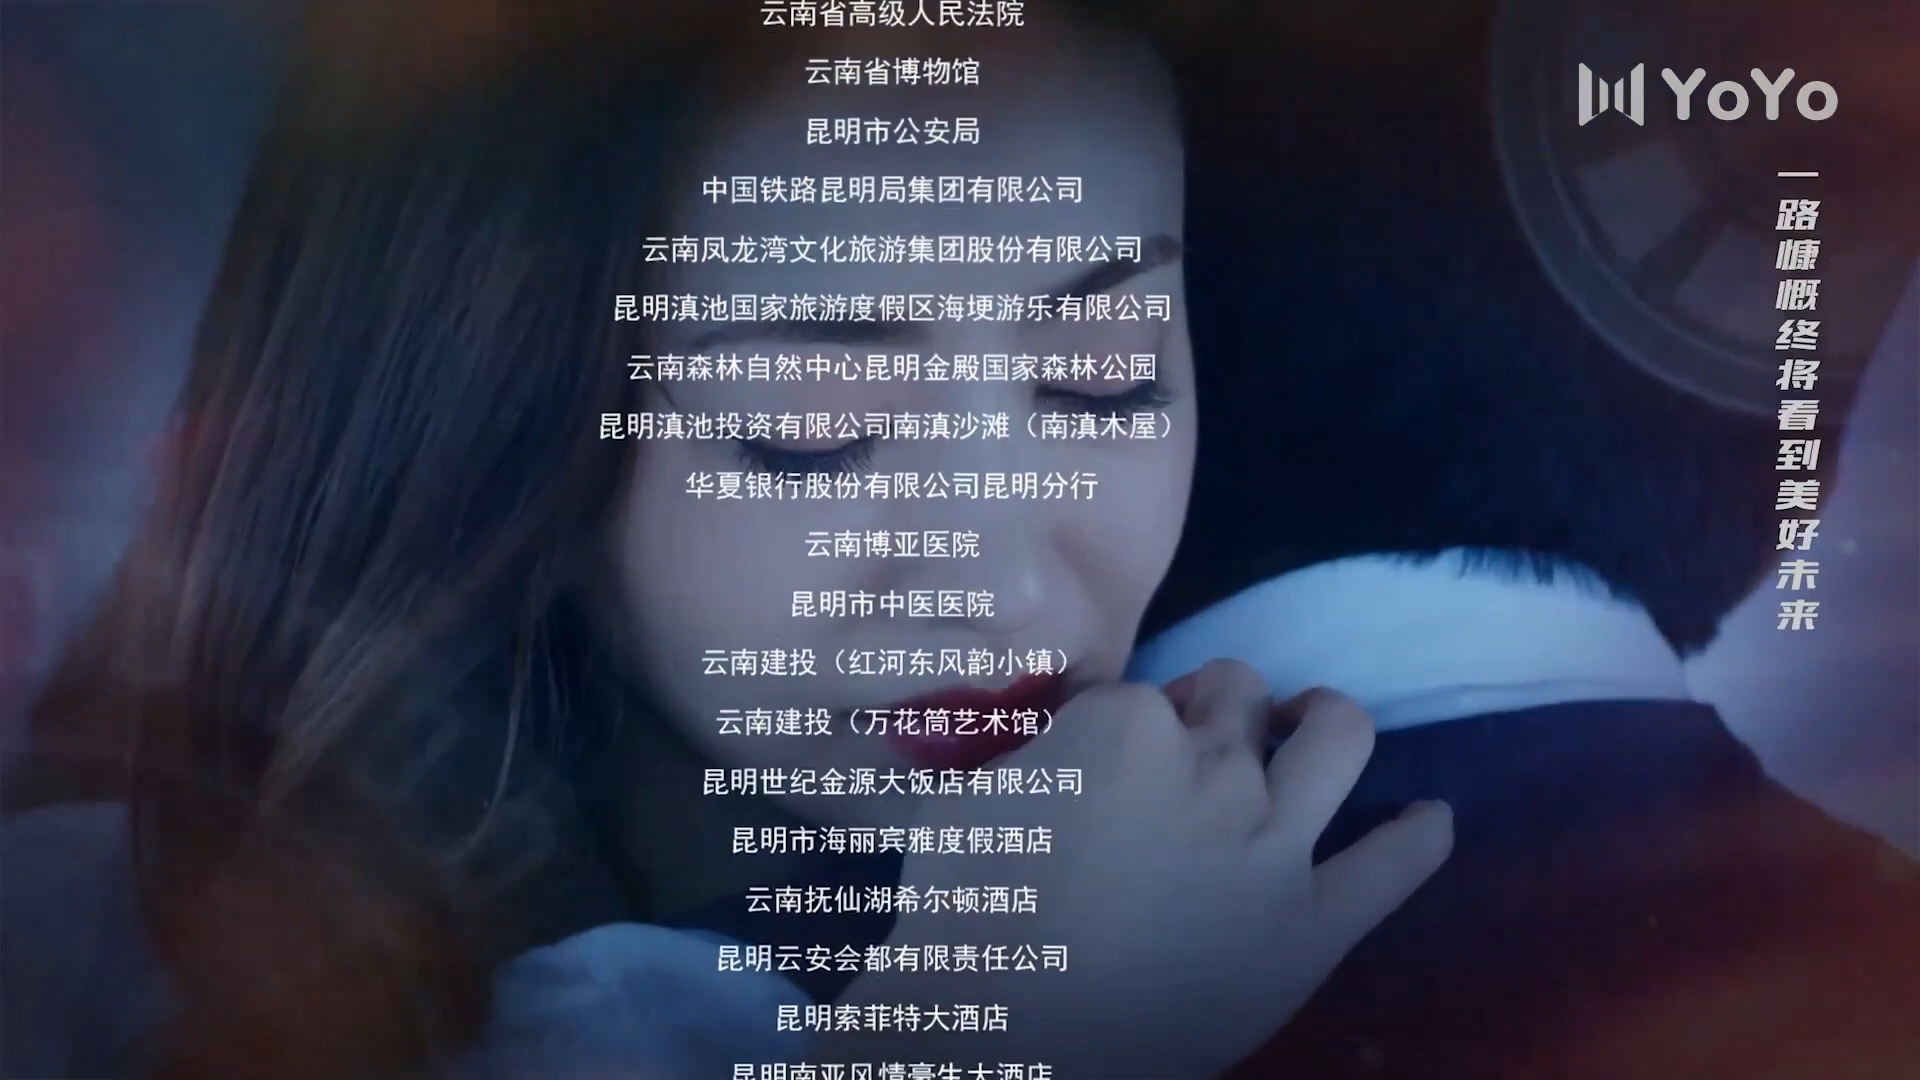 云南省高级人民法院
云南省博物馆
昆明市公安局
中国铁路昆明局集团有限公司
云南凤龙湾文化旅游集团股份有限公司
昆明滇池国家旅游度假区海埂游乐有限公司
云南森林自然中心昆明金殿国家森林公园
昆明滇池投资有限公司南滇沙滩（南滇木屋）
华夏银行股份有限公司昆明分行
云南博亚医院
昆明市中医医院
云南建投（红河东风韵小镇）
云南建投（万花筒艺术馆）
昆明世纪金源大饭店有限公司
昆明市海丽宾雅度假酒店
云南抚仙湖希尔顿酒店
昆明云安会都有限责任公司
昆明索菲特大酒店
昆明南亚风情豪生大酒店
YoYo
一路慷慨终将看到美好未来